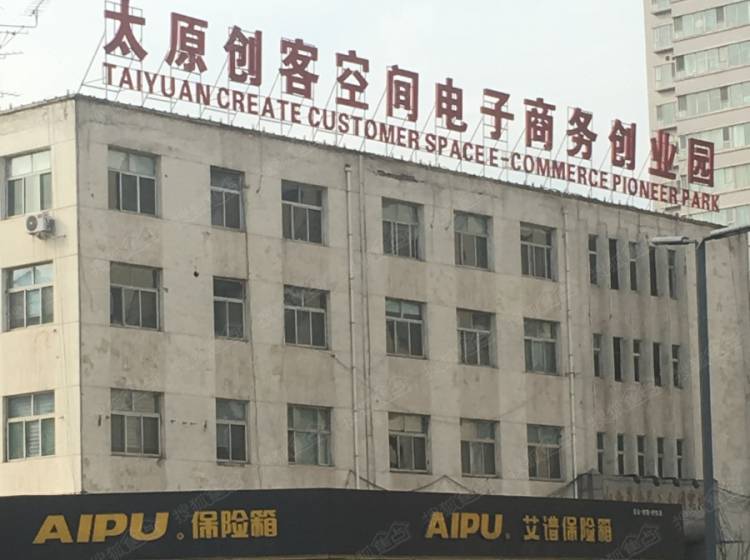 太原创客空间电子商务创业园
TAIYUAN CREATE CUSTOMER SPACE E-COMMERCE PIONEER PARK
AIPU 保险箱
AIPU 艾谱保险箱